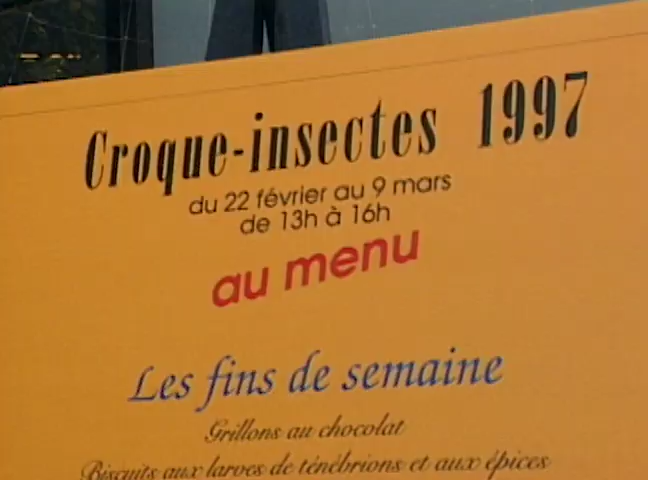 Croque-insectes 1997
du 22 février au 9 mars
de 13h à 16h
au menu
Les fins de semaine
Grillons au chocolat
Biscuits aux larves de ténébrions et aux épices